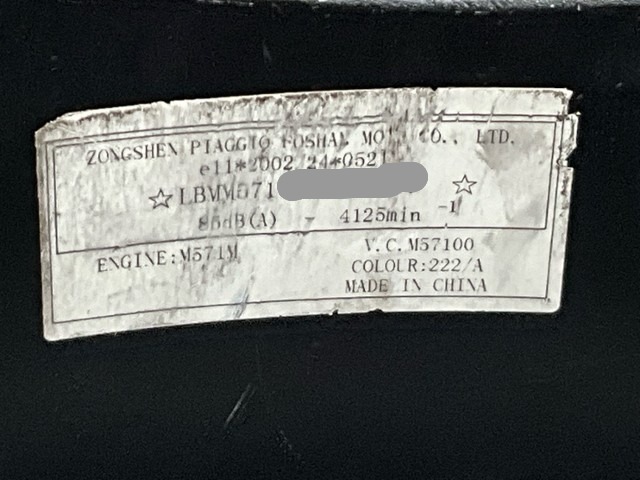 ZONGSHEN PIAGGIO FOSHAN MOT. CO., LTD.
e11*2002/24*0521
☆LBMM571 ☆
86dB(A) - 4125min -1
ENGINE:M571M
V.C.M57100
COLOUR:222/A
MADE IN CHINA